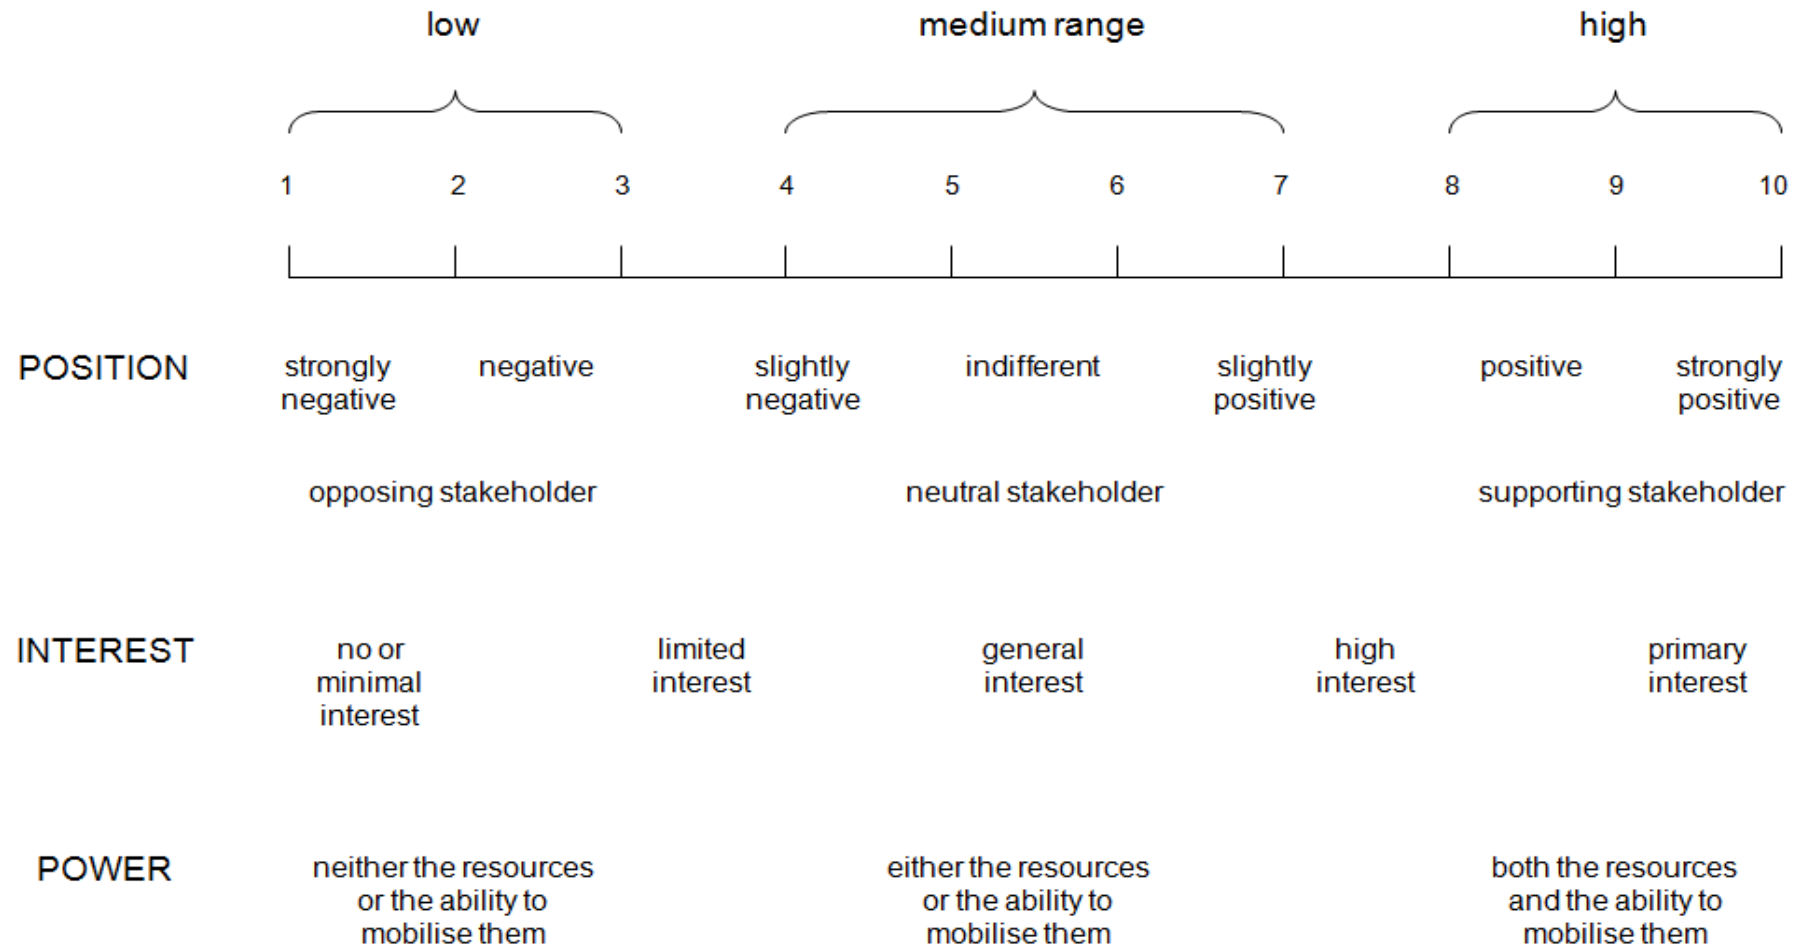 low medium range high
1 2 3 4 5 6 7 8 9 10
POSITION strongly negative slightly indifferent slightly positive strongly
negative negative positive positive
opposing stakeholder neutral stakeholder supporting stakeholder
INTEREST no or limited general high primary
minimal interest interest interest interest
interest
POWER neither the resources either the resources both the resources
or the ability to or the ability to and the ability to
mobilise them mobilise them mobilise them